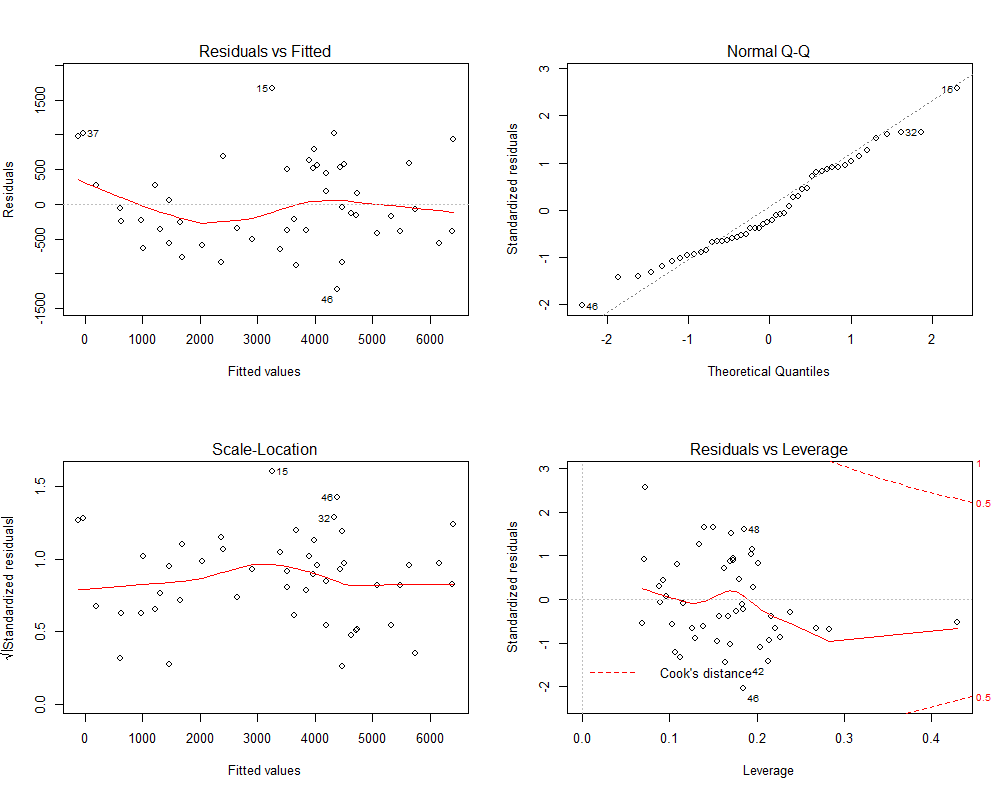 Residuals vs Fitted
Residuals
1500
500
0
-500
-1500
15
37
46
0 1000 2000 3000 4000 5000 6000
Fitted values
Normal Q-Q
Standardized residuals
3
2
1
0
-1
-2
15
32
46
-2 -1 0 1 2
Theoretical Quantiles
Scale-Location
√|Standardized residuals|
1.5
1.0
0.5
0.0
15
46
32
0 1000 2000 3000 4000 5000 6000
Fitted values
Residuals vs Leverage
Standardized residuals
3
2
1
0
-1
-2
1
0.5
48
Cook's distance
42
46
0.5
0.0 0.1 0.2 0.3 0.4
Leverage